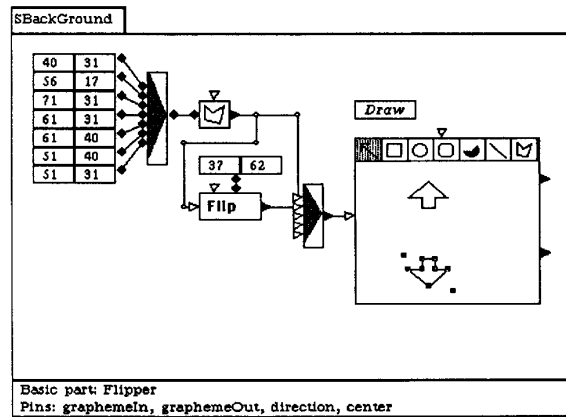 SBackGround
40 31
56 17
71 31
61 31
61 40
51 40
51 31
37 62
Flip
Draw
Basic part: Flipper
Pins: graphemeIn, graphemeOut, direction, center